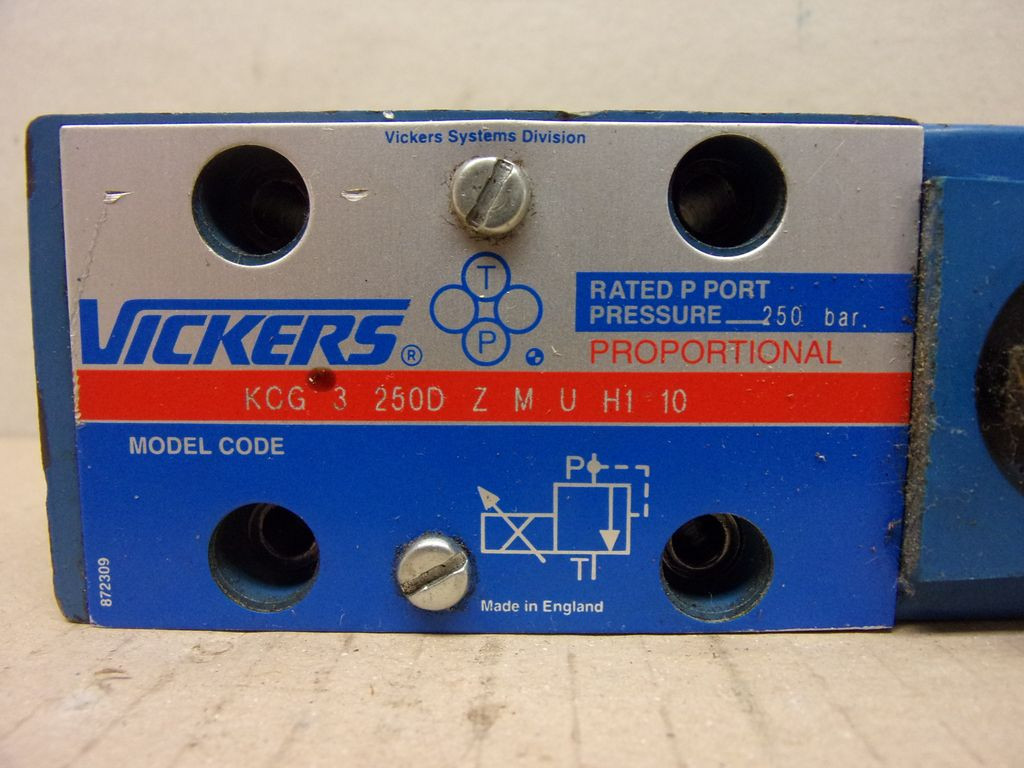 Vickers Systems Division
T
P
VICKERS®
RATED P PORT
PRESSURE 250 bar.
PROPORTIONAL
KCG 3 250D Z M U H1 10
MODEL CODE
P
T
872309
Made in England